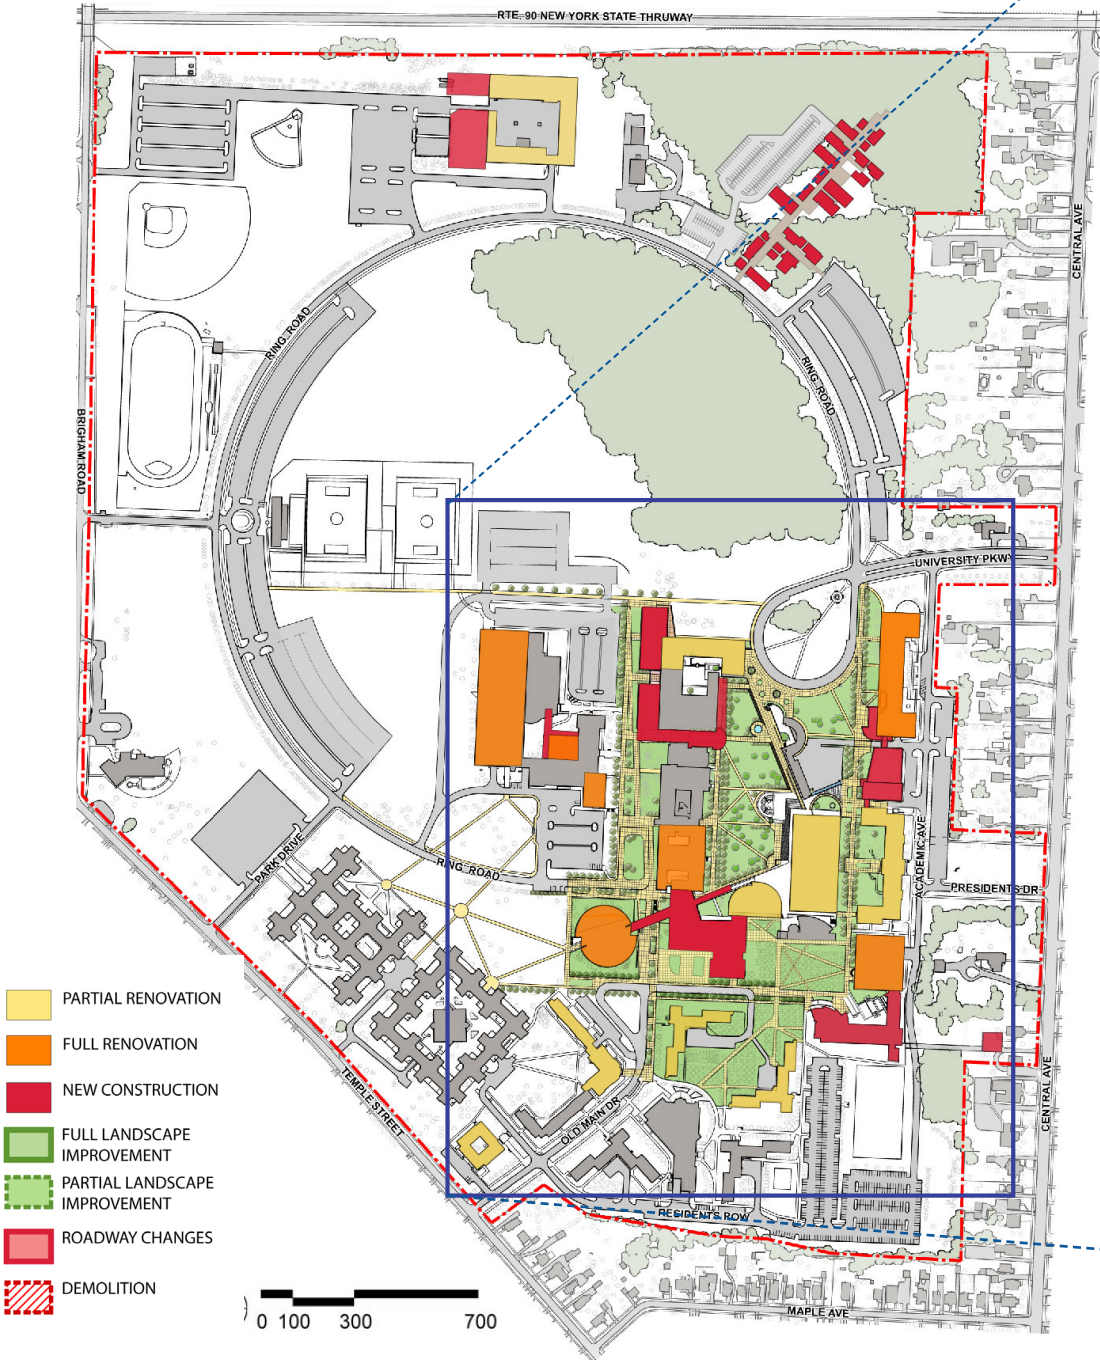 RTE. 90 NEW YORK STATE THRUWAY
CENTRAL AVE
RING ROAD
RING ROAD
BRIGHAM ROAD
UNIVERSITY PKWY
ACADEMIC AVE
PRESIDENTS DR
PARK DRIVE
RING ROAD
TEMPLE STREET
OLD MAIN DR
CENTRAL AVE
RESIDENTS ROW
MAPLE AVE
PARTIAL RENOVATION
FULL RENOVATION
NEW CONSTRUCTION
FULL LANDSCAPE
IMPROVEMENT
PARTIAL LANDSCAPE
IMPROVEMENT
ROADWAY CHANGES
DEMOLITION
0 100 300 700